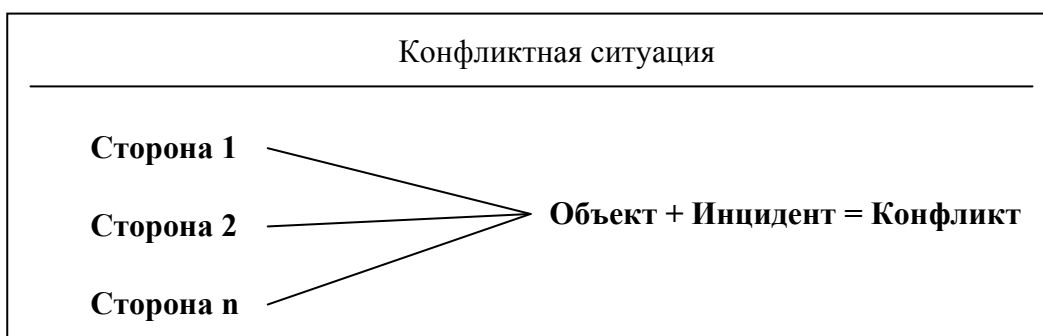 Конфликтная ситуация
Сторона 1
Сторона 2
Объект + Инцидент = Конфликт
Сторона n